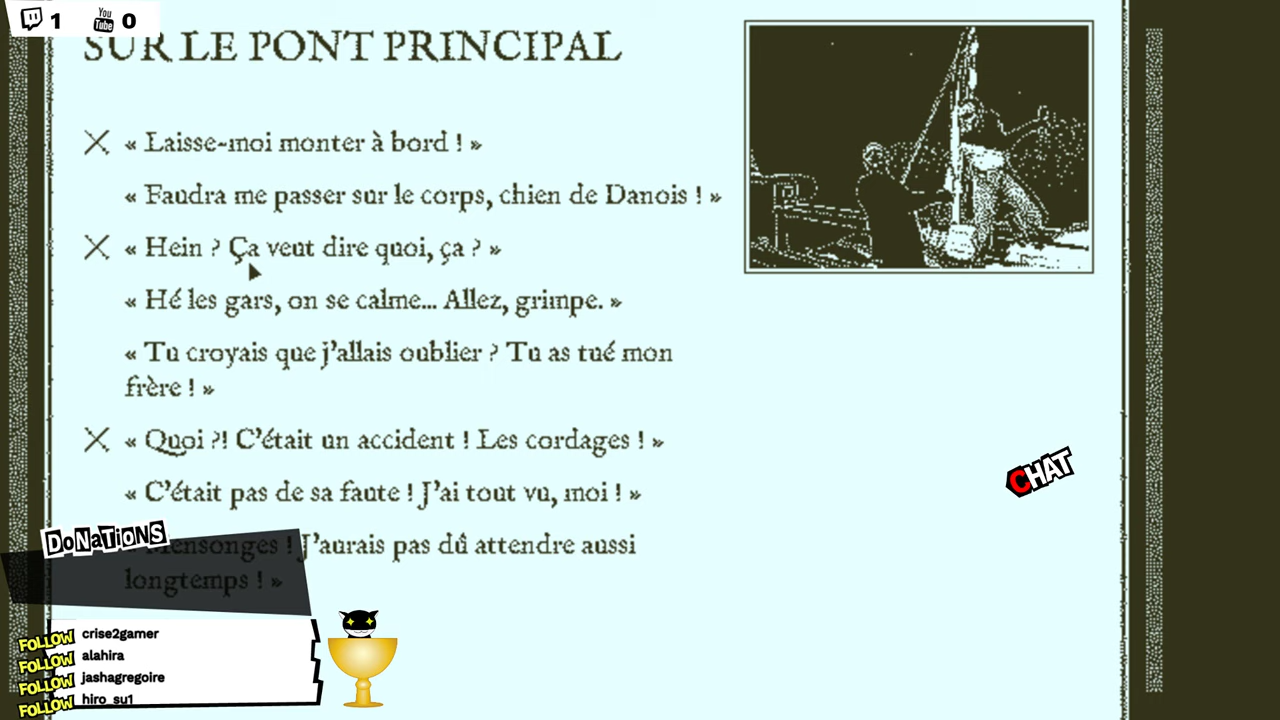 1
You
Tube
0
SUR LE PONT PRINCIPAL
« Laisse-moi monter à bord ! »
« Faudra me passer sur le corps, chien de Danois ! »
« Hein ? Ça veut dire quoi, ça ? »
« Hé les gars, on se calme... Allez, grimpe. »
« Tu croyais que j'allais oublier ? Tu as tué mon
frère ! »
« Quoi ?! C'était un accident ! Les cordages ! »
« C'était pas de sa faute ! J'ai tout vu, moi ! »
« Mensonges ! J'aurais pas dû attendre aussi
longtemps ! »
CHAT
DONATIONS
FOLLOW crise2gamer
FOLLOW alahira
FOLLOW jashagregoire
FOLLOW hiro_su1